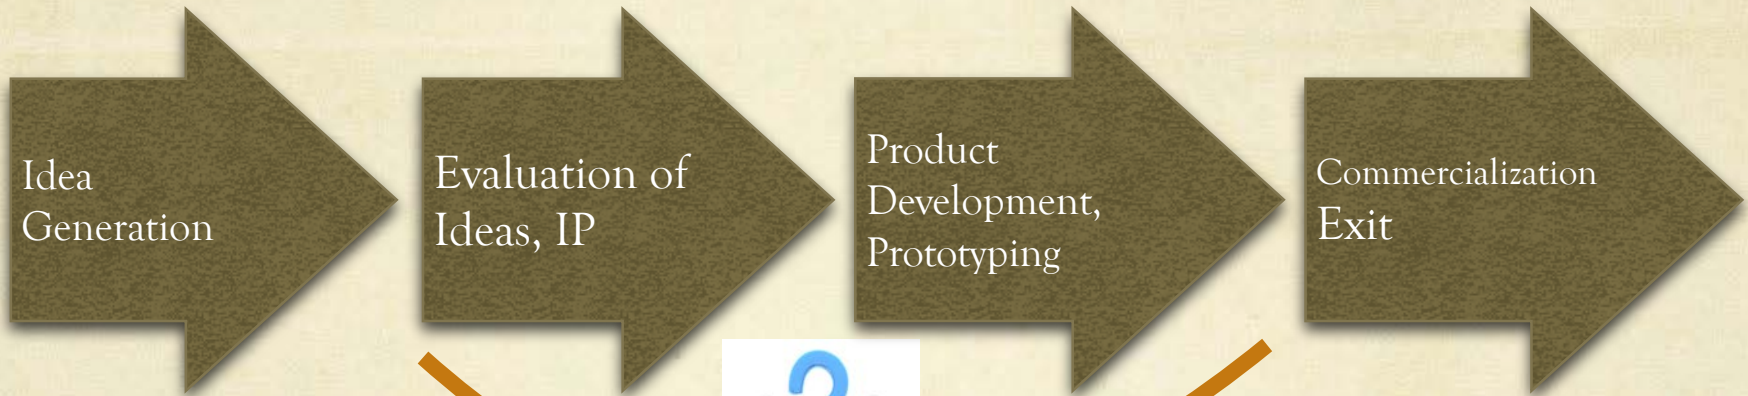 Idea
Generation
Evaluation of
Ideas, IP
Product
Development,
Prototyping
Commercialization
Exit